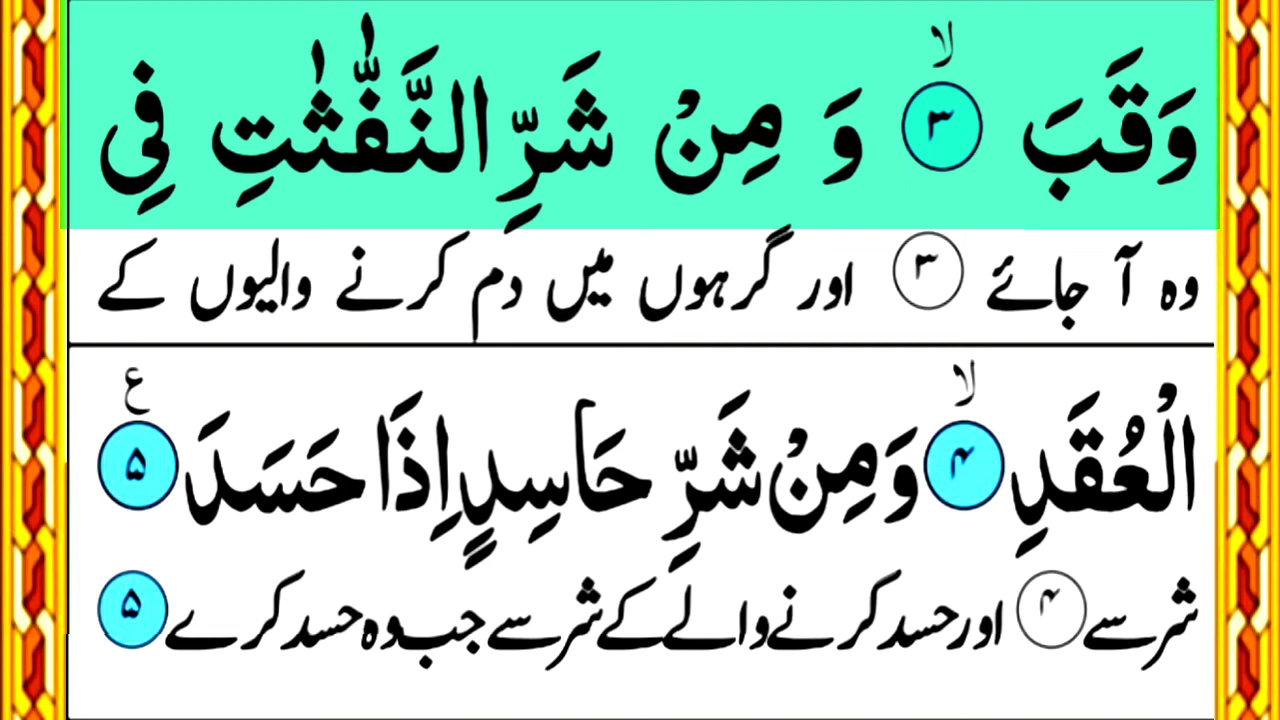 وَقَبَ ۙ﴿۳﴾ وَ مِنْ شَرِّ النَّفّٰثٰتِ فِی
وہ آ جائے ﴿۳﴾ اور گرہوں میں دم کرنے والیوں کے
الْعُقَدِ ۙ﴿۴﴾ وَمِنْ شَرِّ حَاسِدٍ اِذَا حَسَدَ ﴿۵﴾ ع
شر سے ﴿۴﴾ اور حسد کرنے والے کے شر سے جب وہ حسد کرے ﴿۵﴾